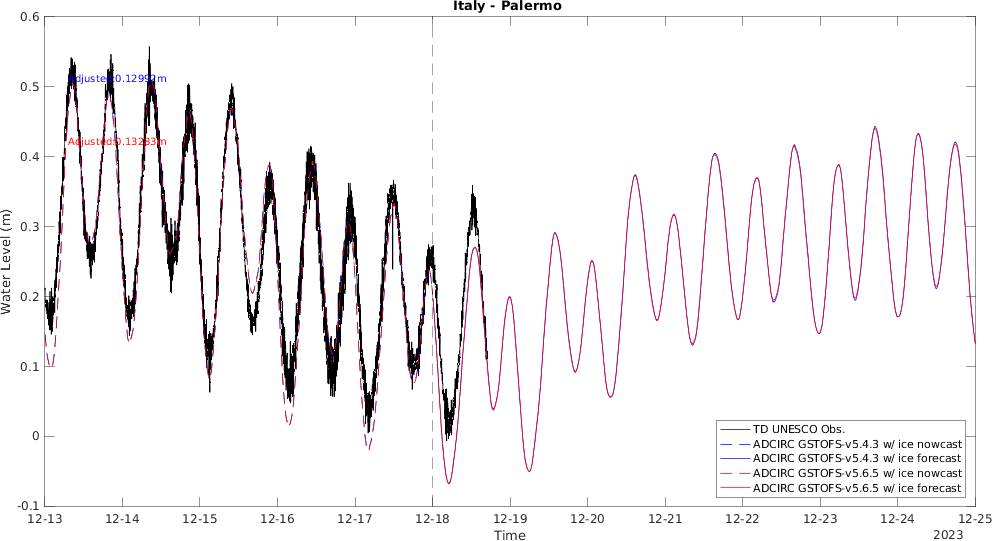 Italy - Palermo
0.6
0.5
0.4
0.3
0.2
0.1
0
-0.1
Water Level (m)
Adjusted:0.12992m
Adjusted:0.13283m
TD UNESCO Obs.
ADCIRC GSTOFS-v5.4.3 w/ ice nowcast
ADCIRC GSTOFS-v5.4.3 w/ ice forecast
ADCIRC GSTOFS-v5.6.5 w/ ice nowcast
ADCIRC GSTOFS-v5.6.5 w/ ice forecast
12-13 12-14 12-15 12-16 12-17 12-18 12-19 12-20 12-21 12-22 12-23 12-24 12-25
Time
2023